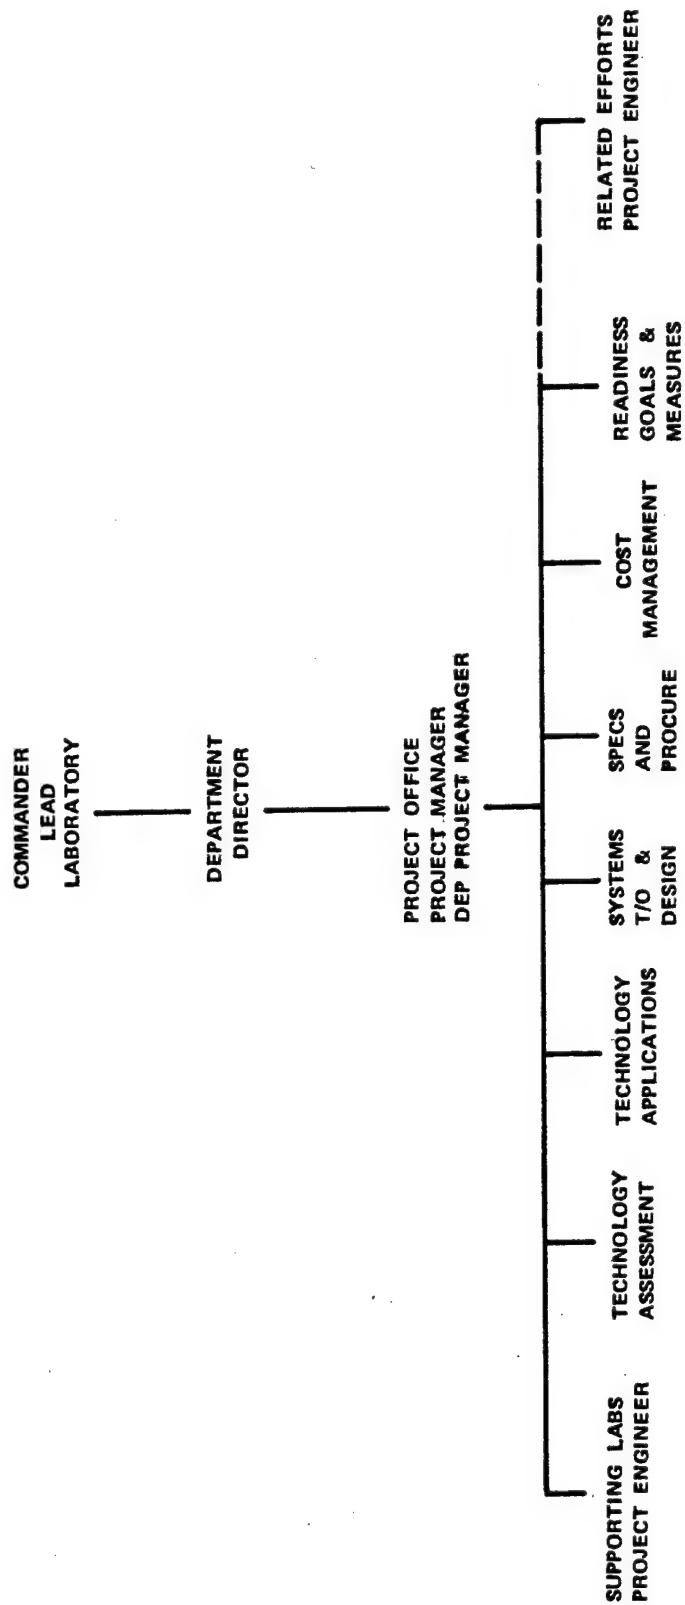 COMMANDER
LEAD
LABORATORY
DEPARTMENT
DIRECTOR
PROJECT OFFICE
PROJECT MANAGER
DEP PROJECT MANAGER
SUPPORTING LABS
PROJECT ENGINEER
TECHNOLOGY
ASSESSMENT
TECHNOLOGY
APPLICATIONS
SYSTEMS
T/O &
DESIGN
SPECS
AND
PROCURE
COST
MANAGEMENT
READINESS
GOALS &
MEASURES
RELATED EFFORTS
PROJECT ENGINEER